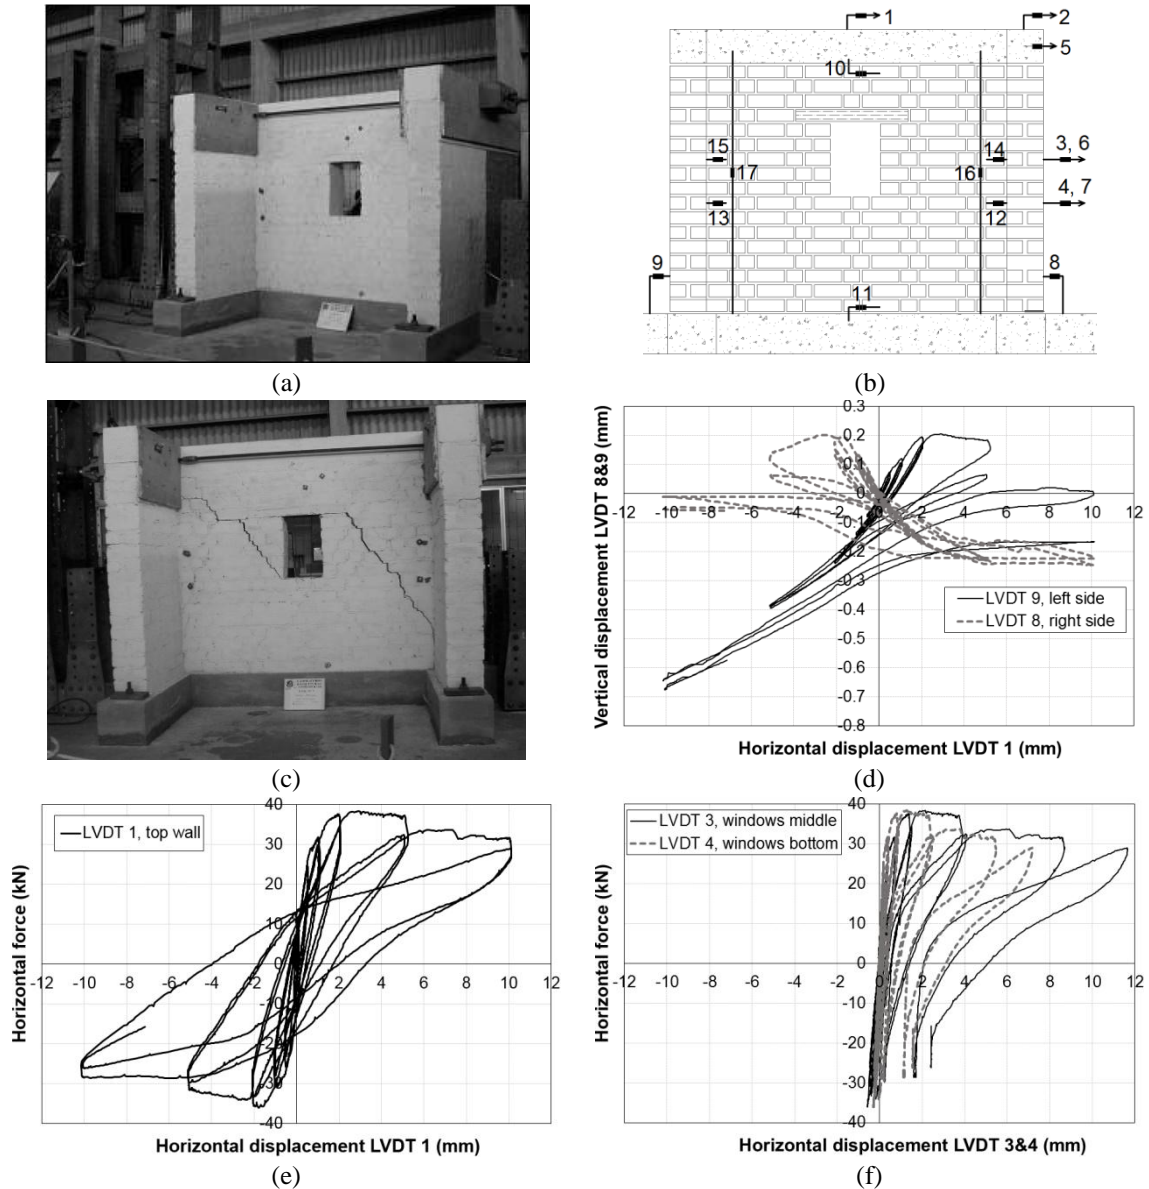 1
2
5
10
15
14
3, 6
17
16
4, 7
13
12
9
8
11
(a)
(b)
0.3
0.2
0.1
0
-0.1
-0.2
-0.3
-0.4
-0.5
-0.6
-0.7
-0.8
-12 -10 -8 -6 -4 -2 0 2 4 6 8 10 12
Vertical displacement LVDT 8&9 (mm)
LVDT 9, left side
LVDT 8, right side
Horizontal displacement LVDT 1 (mm)
(c)
(d)
40
30
20
10
0
-10
-20
-30
-40
-12 -10 -8 -6 -4 -2 0 2 4 6 8 10 12
LVDT 1, top wall
Horizontal force (kN)
Horizontal displacement LVDT 1 (mm)
40
30
20
10
0
-10
-20
-30
-40
-12 -10 -8 -6 -4 -2 0 2 4 6 8 10 12
LVDT 3, windows middle
LVDT 4, windows bottom
Horizontal force (kN)
Horizontal displacement LVDT 3&4 (mm)
(e)
(f)